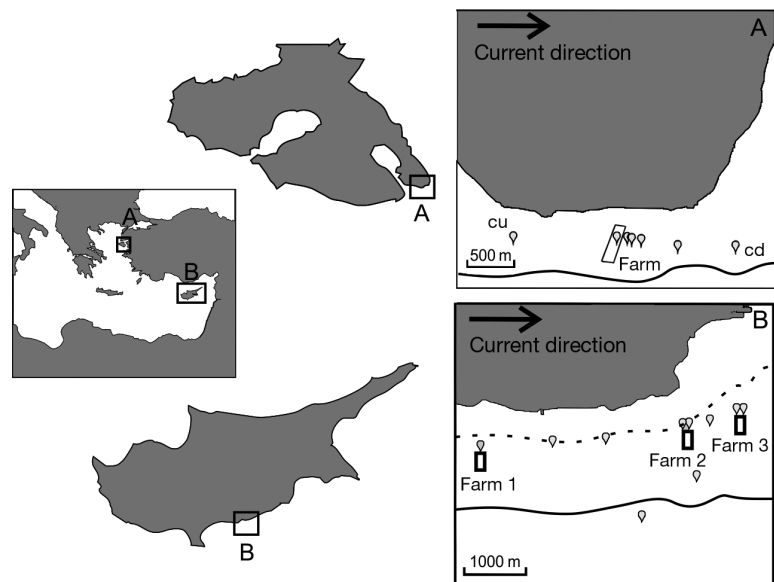 A
B
A
B
A
Current direction
cu
500 m
Farm
cd
B
Current direction
Farm 1
Farm 2
Farm 3
1000 m